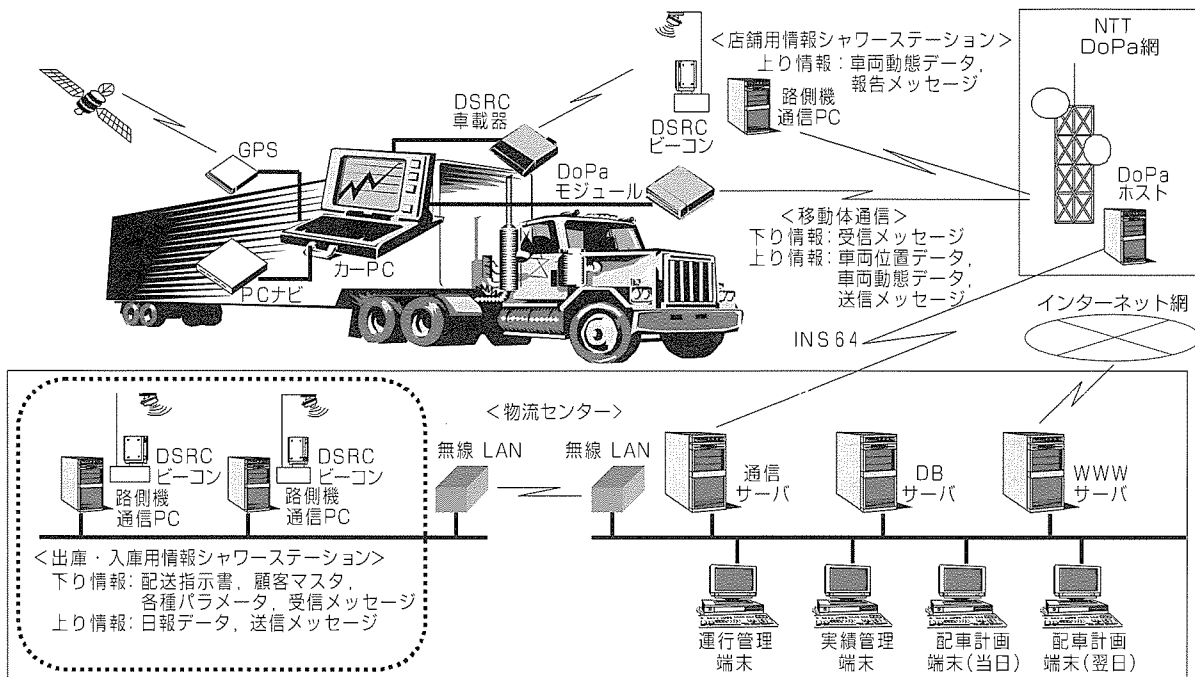 <店舗用情報シャワーステーション>
上り情報：車両動態データ，
報告メッセージ
NTT
DoPa網
DSRC
車載器
路側機
通信PC
DSRC
ビーコン
GPS
DoPa
モジュール
DoPa
ホスト
<移動体通信>
下り情報：受信メッセージ
上り情報：車両位置データ，
車両動態データ，
送信メッセージ
カーPC
PCナビ
インターネット網
INS64
<物流センター>
無線 LAN
無線 LAN
DSRC
ビーコン
DSRC
ビーコン
路側機
通信PC
路側機
通信PC
通信
サーバ
DB
サーバ
WWW
サーバ
<出庫・入庫用情報シャワーステーション>
下り情報：配送指示書，顧客マスタ，
各種パラメータ，受信メッセージ
上り情報：日報データ，送信メッセージ
運行管理
端末
実績管理
端末
配車計画
端末(当日)
配車計画
端末(翌日)